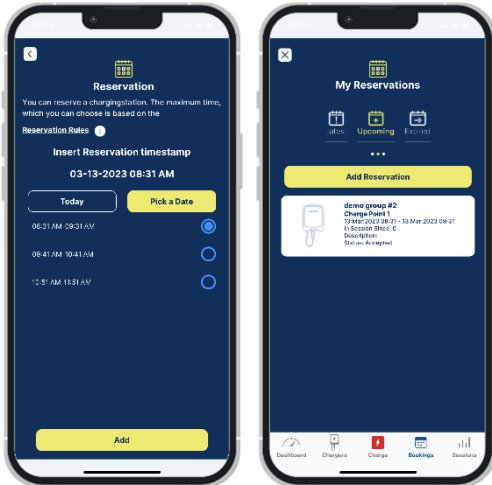 Reservation
You can reserve a chargingstation. The maximum time,
which you can choose is based on the
Reservation Rules i
Insert Reservation timestamp
03-13-2023 08:31 AM
Today
Pick a Date
08:31 AM 09:31 AM
09:41 AM 10:41 AM
10:51 AM 11:51 AM
Add
My Reservations
Latest
Upcoming
Expired
Add Reservation
demo group #2
Charge Point 1
13-Mar-2023 08:31 - 13-Mar-2023 09:31
In Session Since: 0
Description:
Status: Accepted
Dashboard
Chargers
Charge
Bookings
Sessions